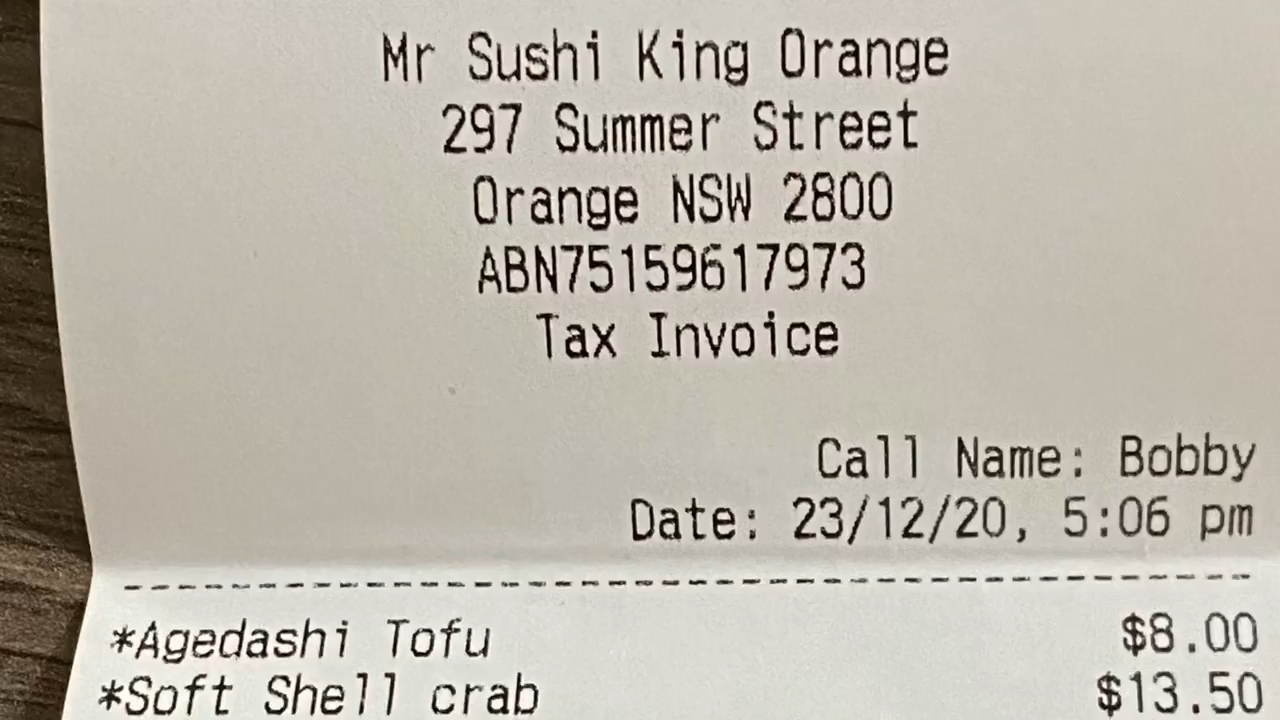 Mr Sushi King Orange
297 Summer Street
Orange NSW 2800
ABN75159617973
Tax Invoice
Call Name: Bobby
Date: 23/12/20, 5:06 pm
*Agedashi Tofu $8.00
*Soft Shell crab $13.50